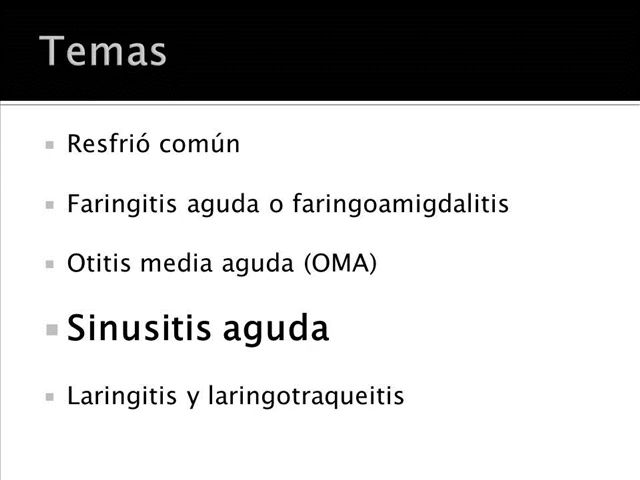 Temas
Resfrió común
Faringitis aguda o faringoamigdalitis
Otitis media aguda (OMA)
Sinusitis aguda
Laringitis y laringotraqueitis